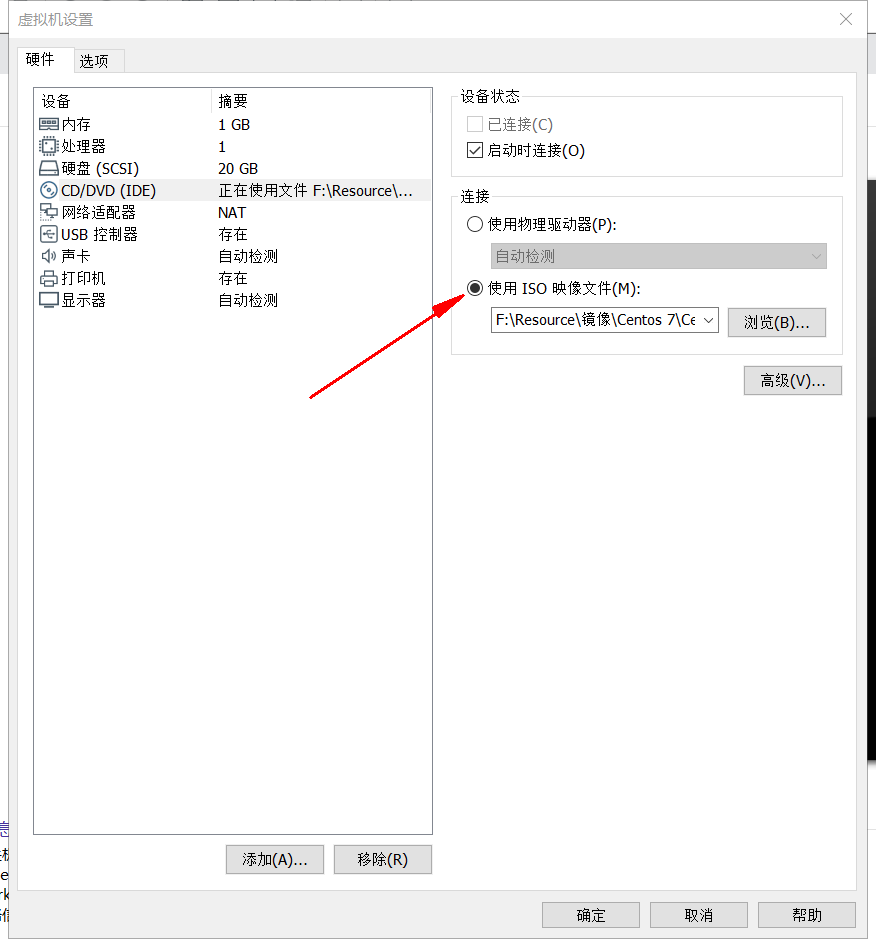 虚拟机设置
硬件
选项
设备 摘要
内存 1 GB
处理器 1
硬盘 (SCSI) 20 GB
CD/DVD (IDE) 正在使用文件 F:\Resource\...
网络适配器 NAT
USB 控制器 存在
声卡 自动检测
打印机 存在
显示器 自动检测
添加(A)...
移除(R)
设备状态
已连接(C)
启动时连接(O)
连接
使用物理驱动器(P):
自动检测
使用 ISO 映像文件(M):
F:\Resource\镜像\Centos 7\Ce
浏览(B)...
高级(V)...
确定
取消
帮助